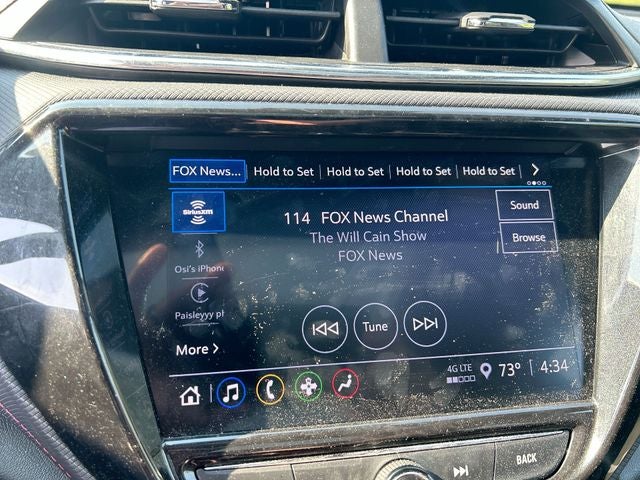 FOX News... Hold to Set Hold to Set Hold to Set Hold to Set
SiriusXM
114 FOX News Channel
The Will Cain Show
FOX News
Sound
Browse
Osi's iPhone
Paisleyyy pl
Tune
More
4G LTE
73° 4:34
BACK